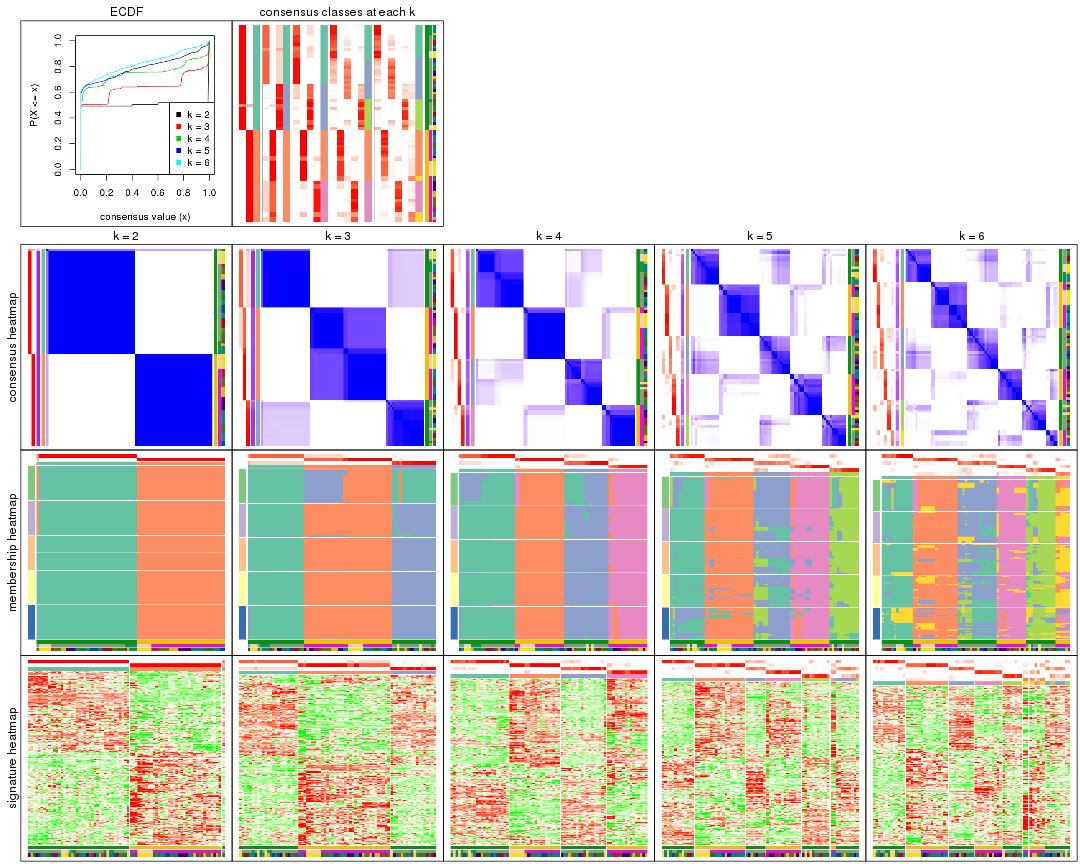 ECDF
consensus classes at each k
P(X <= x)
0.0 0.2 0.4 0.6 0.8 1.0
k = 2
k = 3
k = 4
k = 5
k = 6
0.0 0.2 0.4 0.6 0.8 1.0
consensus value (x)
k = 2
k = 3
k = 4
k = 5
k = 6
consensus heatmap
membership heatmap
signature heatmap